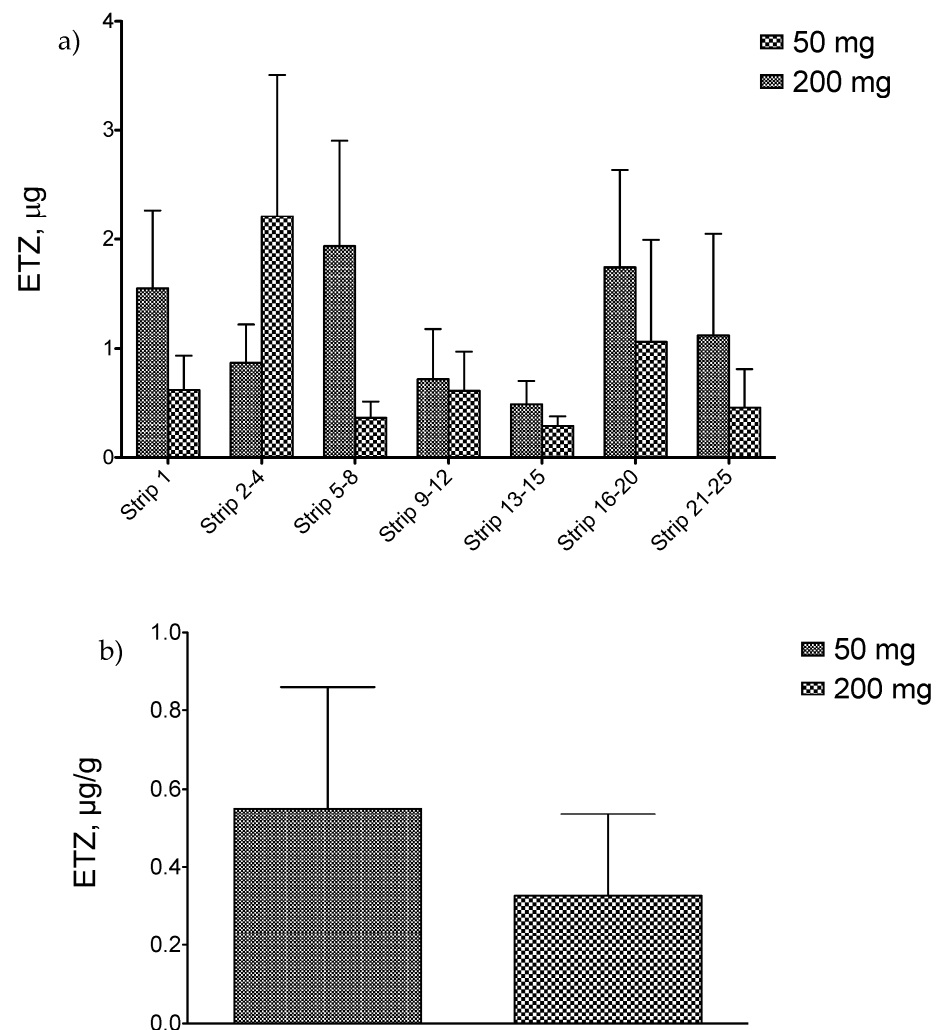 a)
4
3
2
1
0
ETZ, μg
50 mg
200 mg
Strip 1
Strip 2-4
Strip 5-8
Strip 9-12
Strip 13-15
Strip 16-20
Strip 21-25
b)
1.0
0.8
0.6
0.4
0.2
0.0
ETZ, μg/g
50 mg
200 mg